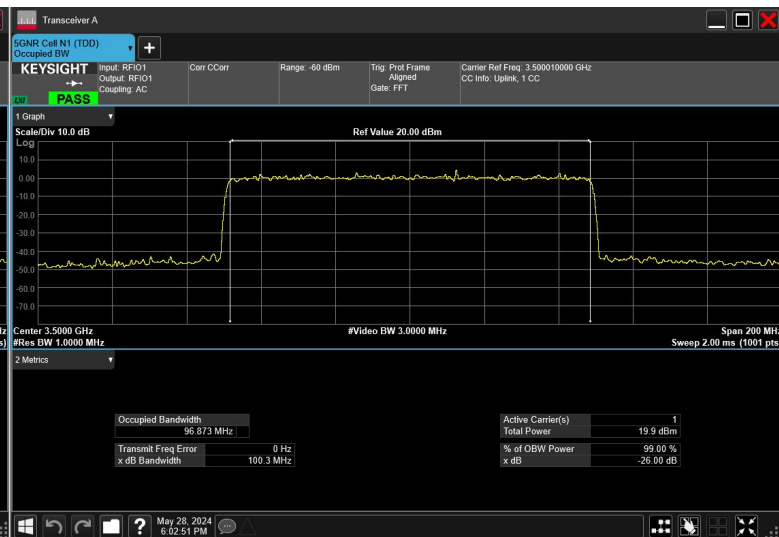 Transceiver A
5GNR Cell N1 (TDD)
Occupied BW
+
KEYSIGHT
LXI
PASS
Input: RFIO1
Output: RFIO1
Coupling: AC
Corr CCorr
Range: -60 dBm
Trig: Prot Frame
Aligned
Gate: FFT
Carrier Ref Freq: 3.500010000 GHz
CC Info: Uplink, 1 CC
1 Graph
Scale/Div 10.0 dB
Ref Value 20.00 dBm
Log
10.0
0.00
-10.0
-20.0
-30.0
-40.0
-50.0
-60.0
-70.0
Center 3.5000 GHz
#Video BW 3.0000 MHz
Span 200 MHz
#Res BW 1.0000 MHz
Sweep 2.00 ms (1001 pts
2 Metrics
Occupied Bandwidth
96.873 MHz
Transmit Freq Error 0 Hz
x dB Bandwidth 100.3 MHz
Active Carrier(s) 1
Total Power 19.9 dBm
% of OBW Power 99.00 %
x dB -26.00 dB
?
May 28, 2024
6:02:51 PM